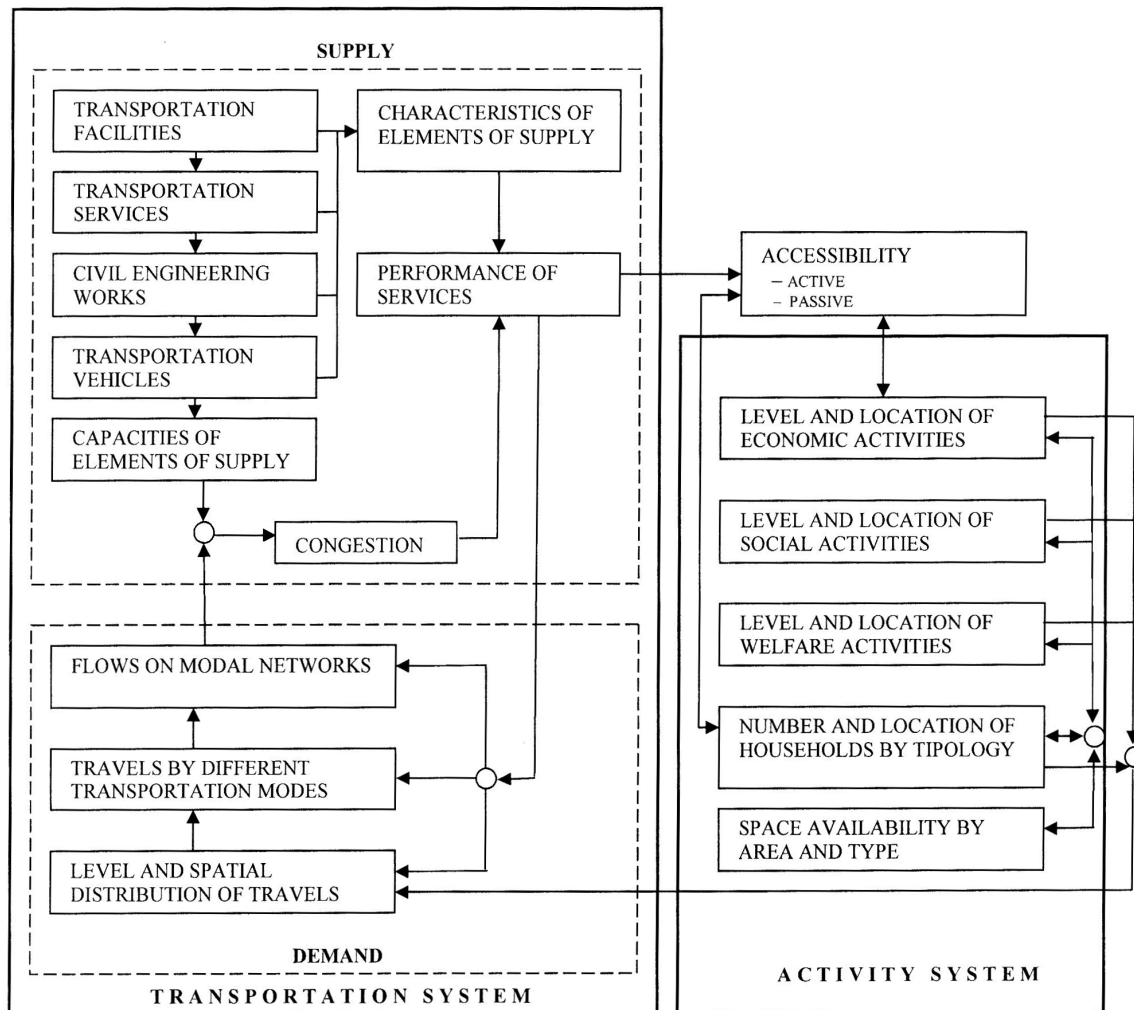 SUPPLY
TRANSPORTATION
FACILITIES
TRANSPORTATION
SERVICES
CIVIL ENGINEERING
WORKS
TRANSPORTATION
VEHICLES
CAPACITIES OF
ELEMENTS OF SUPPLY
CHARACTERISTICS OF
ELEMENTS OF SUPPLY
PERFORMANCE OF
SERVICES
CONGESTION
FLOWS ON MODAL NETWORKS
TRAVELS BY DIFFERENT
TRANSPORTATION MODES
LEVEL AND SPATIAL
DISTRIBUTION OF TRAVELS
DEMAND
TRANSPORTATION SYSTEM
ACCESSIBILITY
– ACTIVE
– PASSIVE
LEVEL AND LOCATION OF
ECONOMIC ACTIVITIES
LEVEL AND LOCATION OF
SOCIAL ACTIVITIES
LEVEL AND LOCATION OF
WELFARE ACTIVITIES
NUMBER AND LOCATION OF
HOUSEHOLDS BY TIPOLOGY
SPACE AVAILABILITY BY
AREA AND TYPE
ACTIVITY SYSTEM